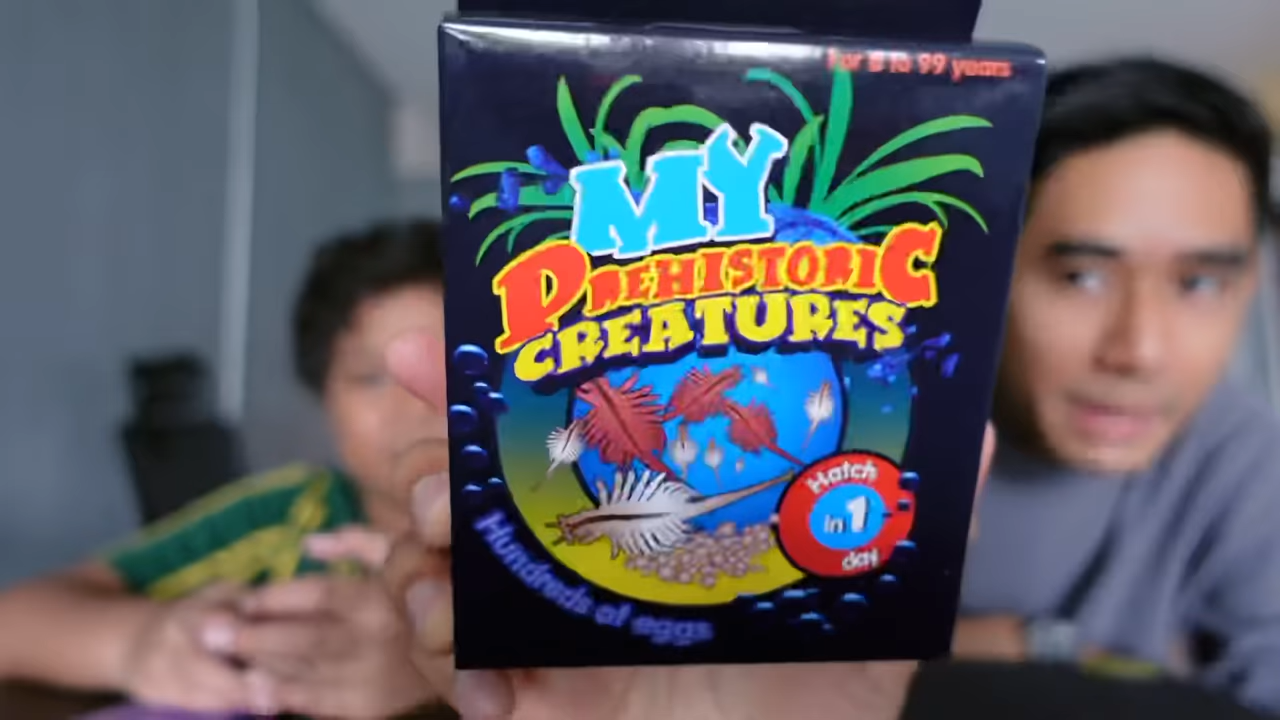 For 8 to 99 years
MY
PREHISTORIC
CREATURES
Hatch
in 1
day
Hundreds of eggs